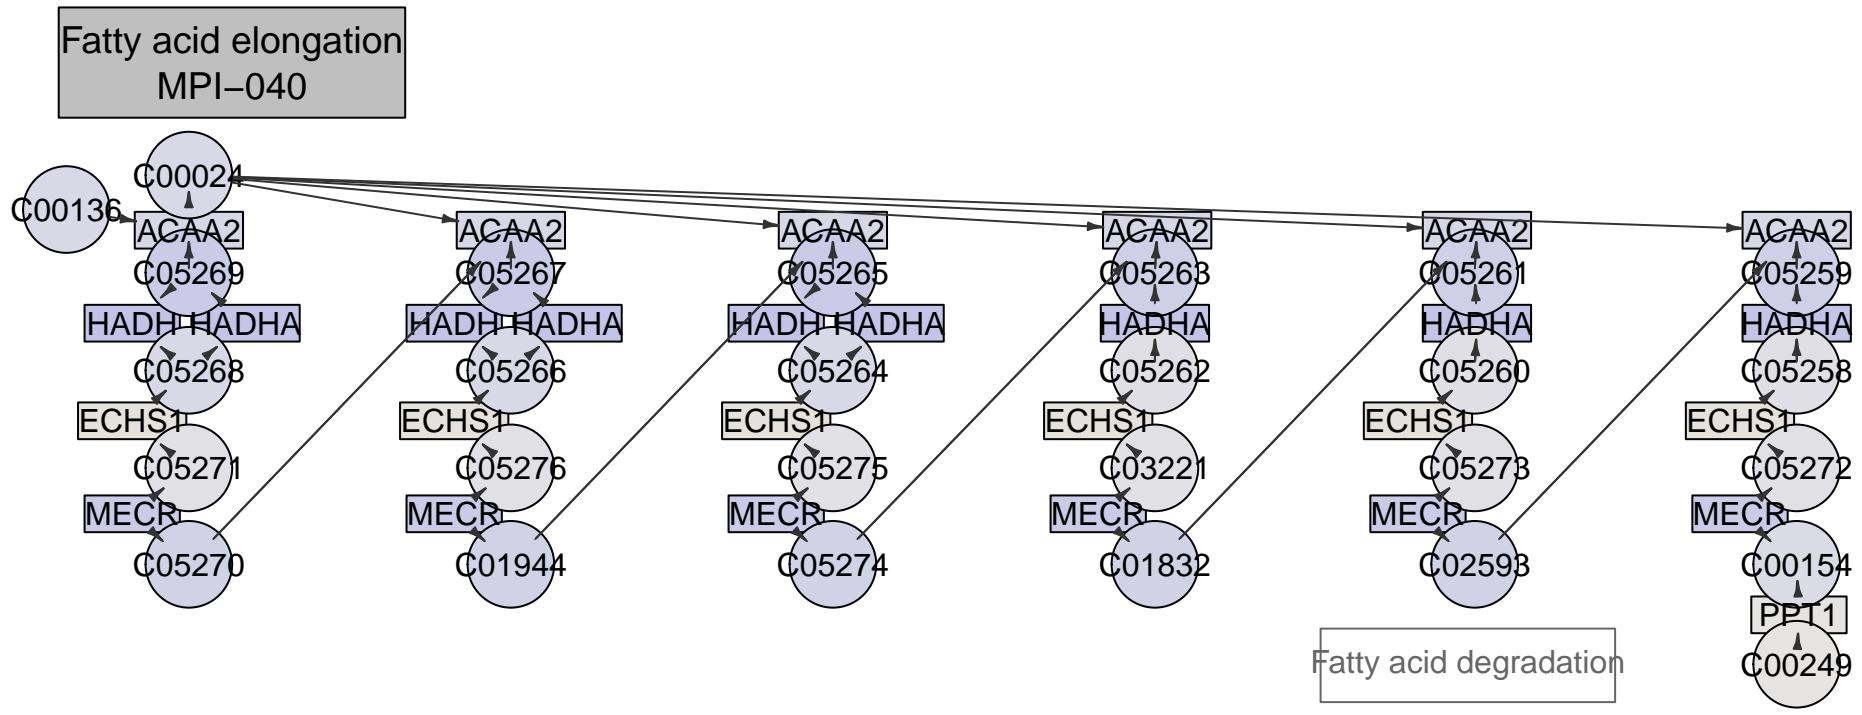 Fatty acid elongation
MPI−040
C00024
C00136
ACAA2 ACAA2 ACAA2 ACAA2 ACAA2 ACAA2
C05269 C05267 C05265 C05263 C05261 C05259
HADH HADHA HADH HADHA HADH HADHA HADHA HADHA HADHA
C05268 C05266 C05264 C05262 C05260 C05258
ECHS1 ECHS1 ECHS1 ECHS1 ECHS1 ECHS1
C05271 C05276 C05275 C03221 C05273 C05272
MECR MECR MECR MECR MECR MECR
C05270 C01944 C05274 C01832 C02593 C00154
PPT1
Fatty acid degradation C00249